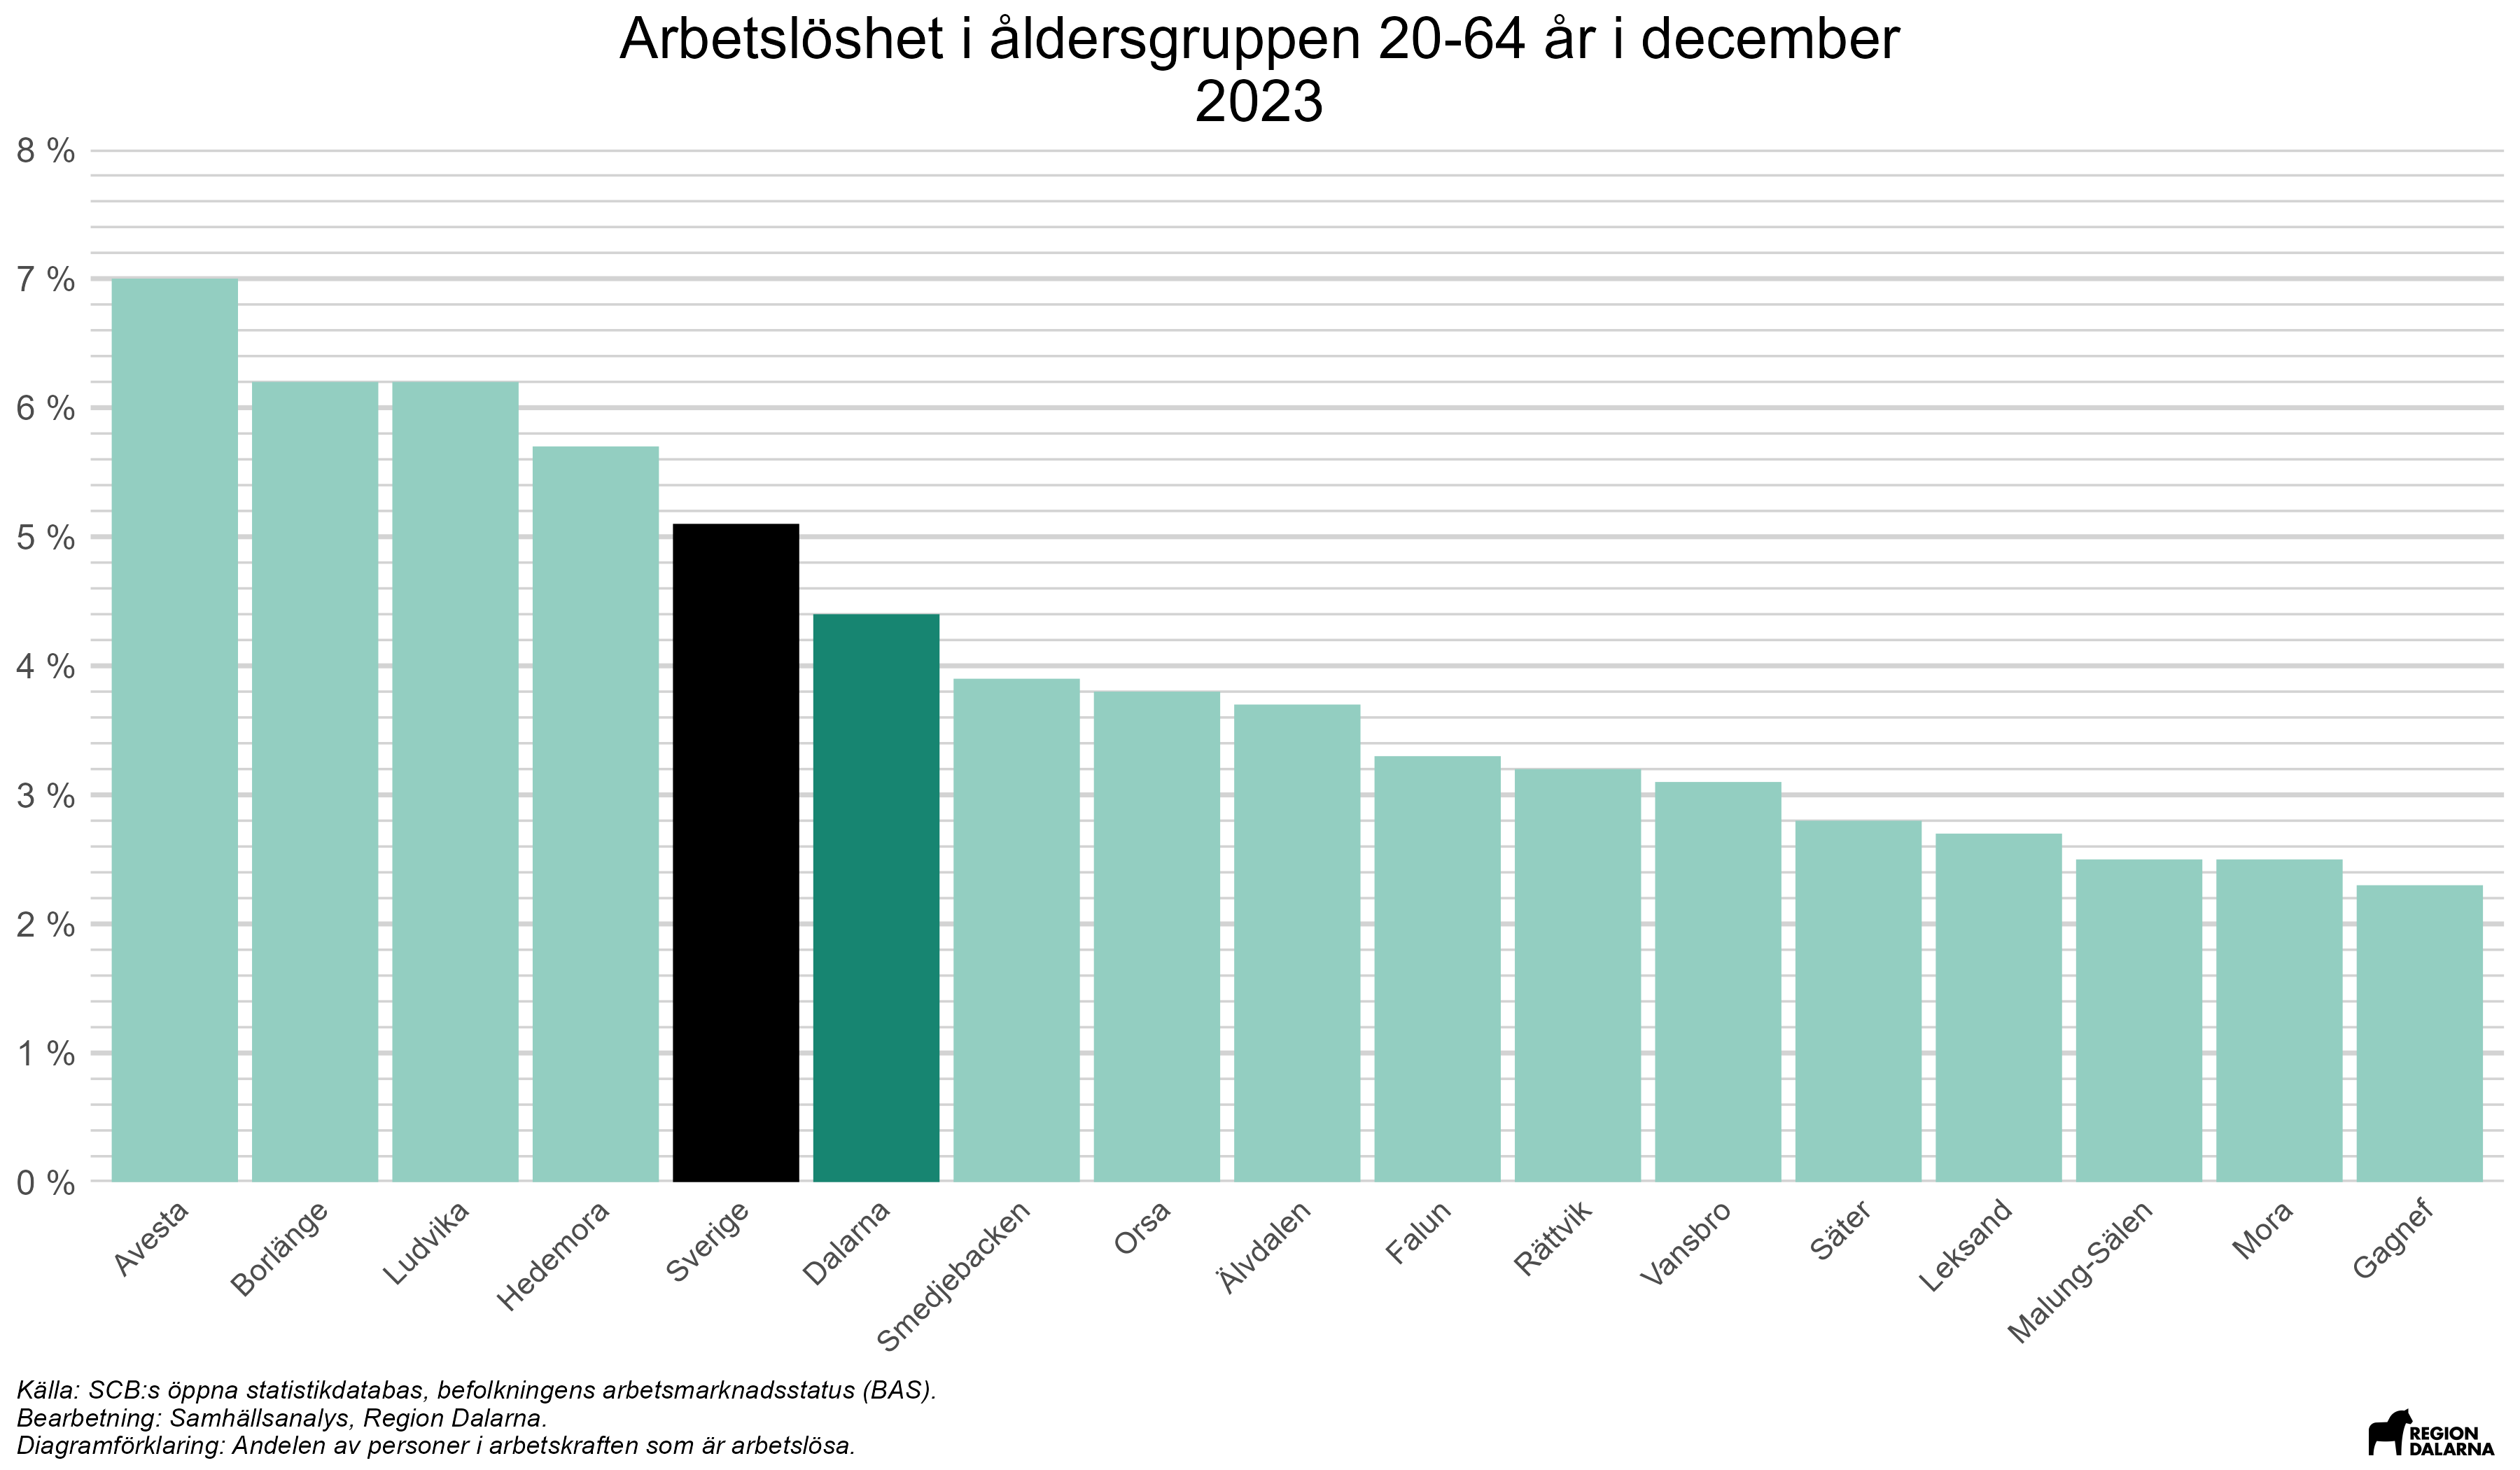 Arbetslöshet i åldersgruppen 20-64 år i december
2023
8 %
7 %
6 %
5 %
4 %
3 %
2 %
1 %
0 %
Avesta
Borlänge
Ludvika
Hedemora
Sverige
Dalarna
Smedjebacken
Orsa
Älvdalen
Falun
Rättvik
Vansbro
Säter
Leksand
Malung-Sälen
Mora
Gagnef
Källa: SCB:s öppna statistikdatabas, befolkningens arbetsmarknadsstatus (BAS).
Bearbetning: Samhällsanalys, Region Dalarna.
Diagramförklaring: Andelen av personer i arbetskraften som är arbetslösa.
REGION
DALARNA